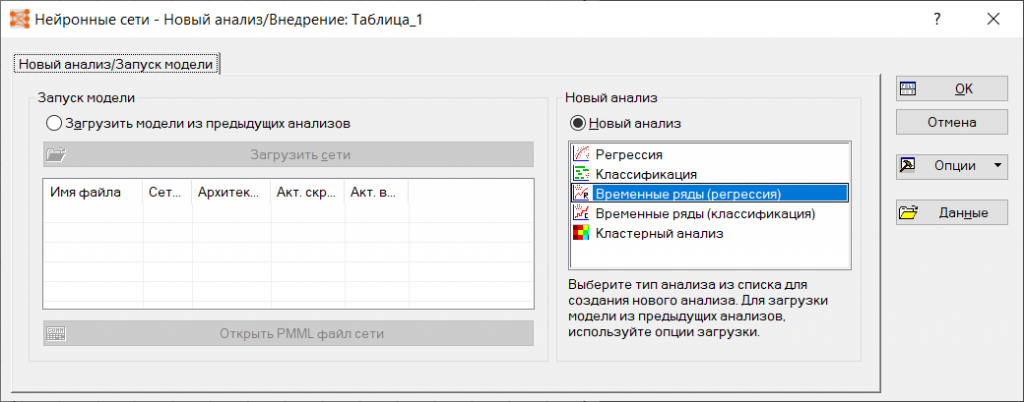 Нейронные сети - Новый анализ/Внедрение: Таблица_1
?
Новый анализ/Запуск модели
Запуск модели
Загрузить модели из предыдущих анализов
Загрузить сети
Имя файла Сет... Архитек... Акт. скр... Акт. в...
Открыть PMML файл сети
Новый анализ
Новый анализ
Регрессия
Классификация
Временные ряды (регрессия)
Временные ряды (классификация)
Кластерный анализ
Выберите тип анализа из списка для
создания нового анализа. Для загрузки
модели из предыдущих анализов,
используйте опции загрузки.
OK
Отмена
Опции
Данные